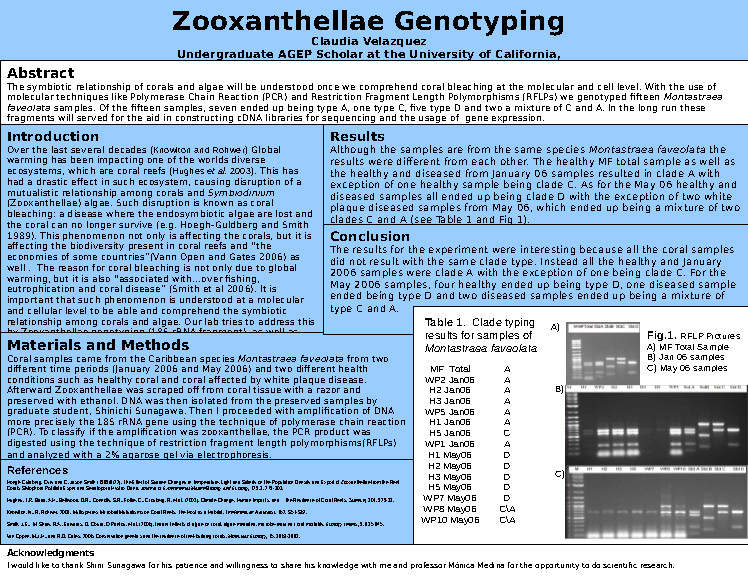 Zooxanthellae Genotyping
Claudia Velazquez
Undergraduate AGEP Scholar at the University of California,
Abstract
The symbiotic relationship of corals and algae will be understood once we comprehend coral bleaching at the molecular and cell level. With the use of
molecular techniques like Polymerase Chain Reaction (PCR) and Restriction Fragment Length Polymorphisms (RFLPs) we genotyped fifteen Montastraea
faveolata samples. Of the fifteen samples, seven ended up being type A, one type C, five type D and two a mixture of C and A. In the long run these
fragments will served for the aid in constructing cDNA libraries for sequencing and the usage of gene expression.
Introduction
Over the last several decades (Knowlton and Rohwer) Global
warming has been impacting one of the worlds diverse
ecosystems, which are coral reefs (Hughes et al. 2003). This has
had a drastic effect in such ecosystem, causing disruption of a
mutualistic relationship among corals and Symbiodinium
(Zooxanthellae) algae. Such disruption is known as coral
bleaching: a disease where the endosymbiotic algae are lost and
the coral can no longer survive (e.g. Hoegh-Guldberg and Smith
1989). This phenomenon not only is affecting the corals, but it is
affecting the biodiversity present in coral reefs and "the
economies of some countries"(Vann Open and Gates 2006) as
well . The reason for coral bleaching is not only due to global
warming, but it is also "associated with...over fishing,
eutrophication, and disease" (Smith et al 2006). It is
important that such phenomenon is understood at a molecular
and cellular level to be able and comprehend the symbiotic
relationship among corals and algae. Our lab tries to address this
by Zooxanthellae genotyping (18S rRNA fragment), as well as
Materials and Methods
Coral samples came from the Caribbean species Montastraea faveolata from two
different time periods (January 2006 and May 2006) and two different health
conditions such as healthy coral and coral affected by white plaque disease.
Afterward Zooxanthellae was scraped off from coral tissue with a razor and
preserved with ethanol. DNA was then isolated from the preserved samples by
graduate student, Shinichi Sunagawa. Then I proceeded with amplification of DNA
more precisely the 18S rRNA gene using the technique of polymerase chain reaction
(PCR). To classify if the amplification was zooxanthellae, the PCR product was
digested using the technique of restriction fragment length polymorphisms(RFLPs)
and analyzed with a 2% agarose gel via electrophoresis.
References
Results
Although the samples are from the same species Montastraea faveolata the
results were different from each other. The healthy MF total sample as well as
the healthy and diseased from January 06 samples resulted in clade A with
exception of one healthy sample being clade C. As for the May 06 healthy and
diseased samples all ended up being clade D with the exception of two white
plaque diseased samples from May 06, which ended up being a mixture of two
clades C and A (see Table 1 and Fig 1).
Conclusion
The results for the experiment were interesting because all the coral samples
did not result with the same clade type. Instead all the healthy and January
2006 samples were clade A with the exception of one being clade C. For the
May 2006 samples, four healthy ended up being type D, one diseased sample
ended being type D and two diseased samples ended up being a mixture of
type C and A.
Table 1. Clade typing
results for samples of
Montastraea faveolata
MF Total A
WP2 Jan06 A
H2 Jan06 A
H3 Jan06 A
WP5 Jan06 A
H1 Jan06 A
H5 Jan06 C
WP1 Jan06 A
H1 May06 D
H2 May06 D
H3 May06 D
H5 May06 D
WP7 May06 D
WP8 May06 C\A
WP10 May06 C\A
A)
B)
C)
Fig.1. RFLP Pictures
A) MF Total Sample
B) Jan 06 samples
C) May 06 samples
Acknowledgments
I would like to thank Shini Sunagawa for his patience and willingness to share his knowledge with me and professor Mónica Medina for the opportunity to do scientific research.